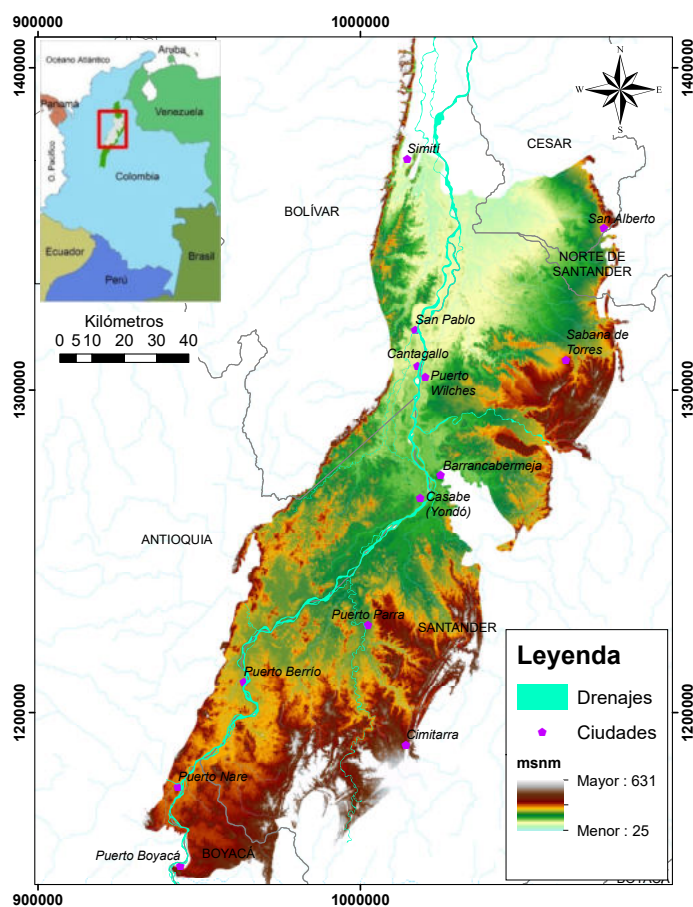 900000
1000000
1400000
1400000
Océano Atlántico
Aruba
Panamá
Venezuela
O. Pacífico
Colombia
Ecuador
Perú
Brasil
N
W
E
S
CESAR
Simití
BOLÍVAR
San Alberto
NORTE DE
SANTANDER
Kilómetros
0 5 10 20 30 40
San Pablo
Sabana de
Torres
Cantagallo
Puerto
Wilches
1300000
1300000
Barrancabermeja
Casabe
(Yondó)
ANTIOQUIA
Puerto Parra
SANTANDER
Puerto Berrío
1200000
1200000
Cimitarra
Puerto Nare
Puerto Boyacá
BOYACÁ
Leyenda
Drenajes
Ciudades
msnm
Mayor : 631
Menor : 25
900000
1000000